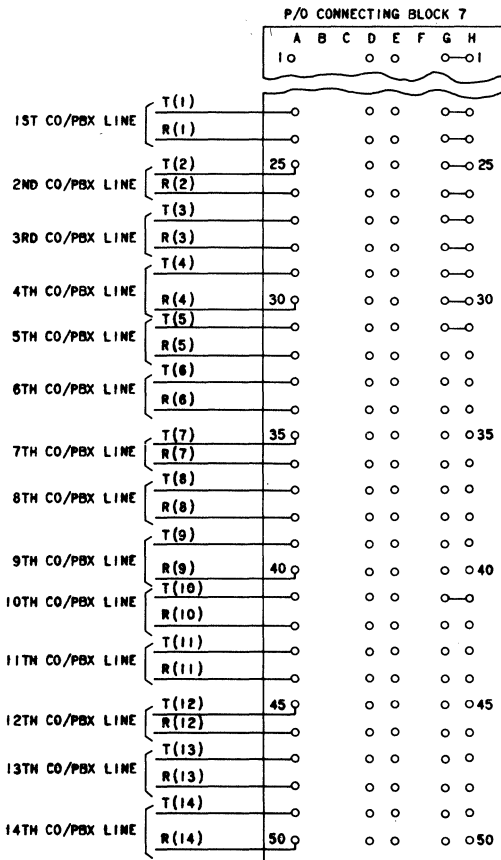 P/O CONNECTING BLOCK 7
A B C D E F G H
1 1
1ST CO/PBX LINE T(1)
R(1)
2ND CO/PBX LINE T(2) 25 25
R(2)
3RD CO/PBX LINE T(3)
R(3)
4TH CO/PBX LINE T(4)
R(4) 30 30
5TH CO/PBX LINE T(5)
R(5)
6TH CO/PBX LINE T(6)
R(6)
7TH CO/PBX LINE T(7) 35 35
R(7)
8TH CO/PBX LINE T(8)
R(8)
9TH CO/PBX LINE T(9)
R(9) 40 40
10TH CO/PBX LINE T(10)
R(10)
11TH CO/PBX LINE T(11)
R(11)
12TH CO/PBX LINE T(12) 45 45
R(12)
13TH CO/PBX LINE T(13)
R(13)
14TH CO/PBX LINE T(14)
R(14) 50 50